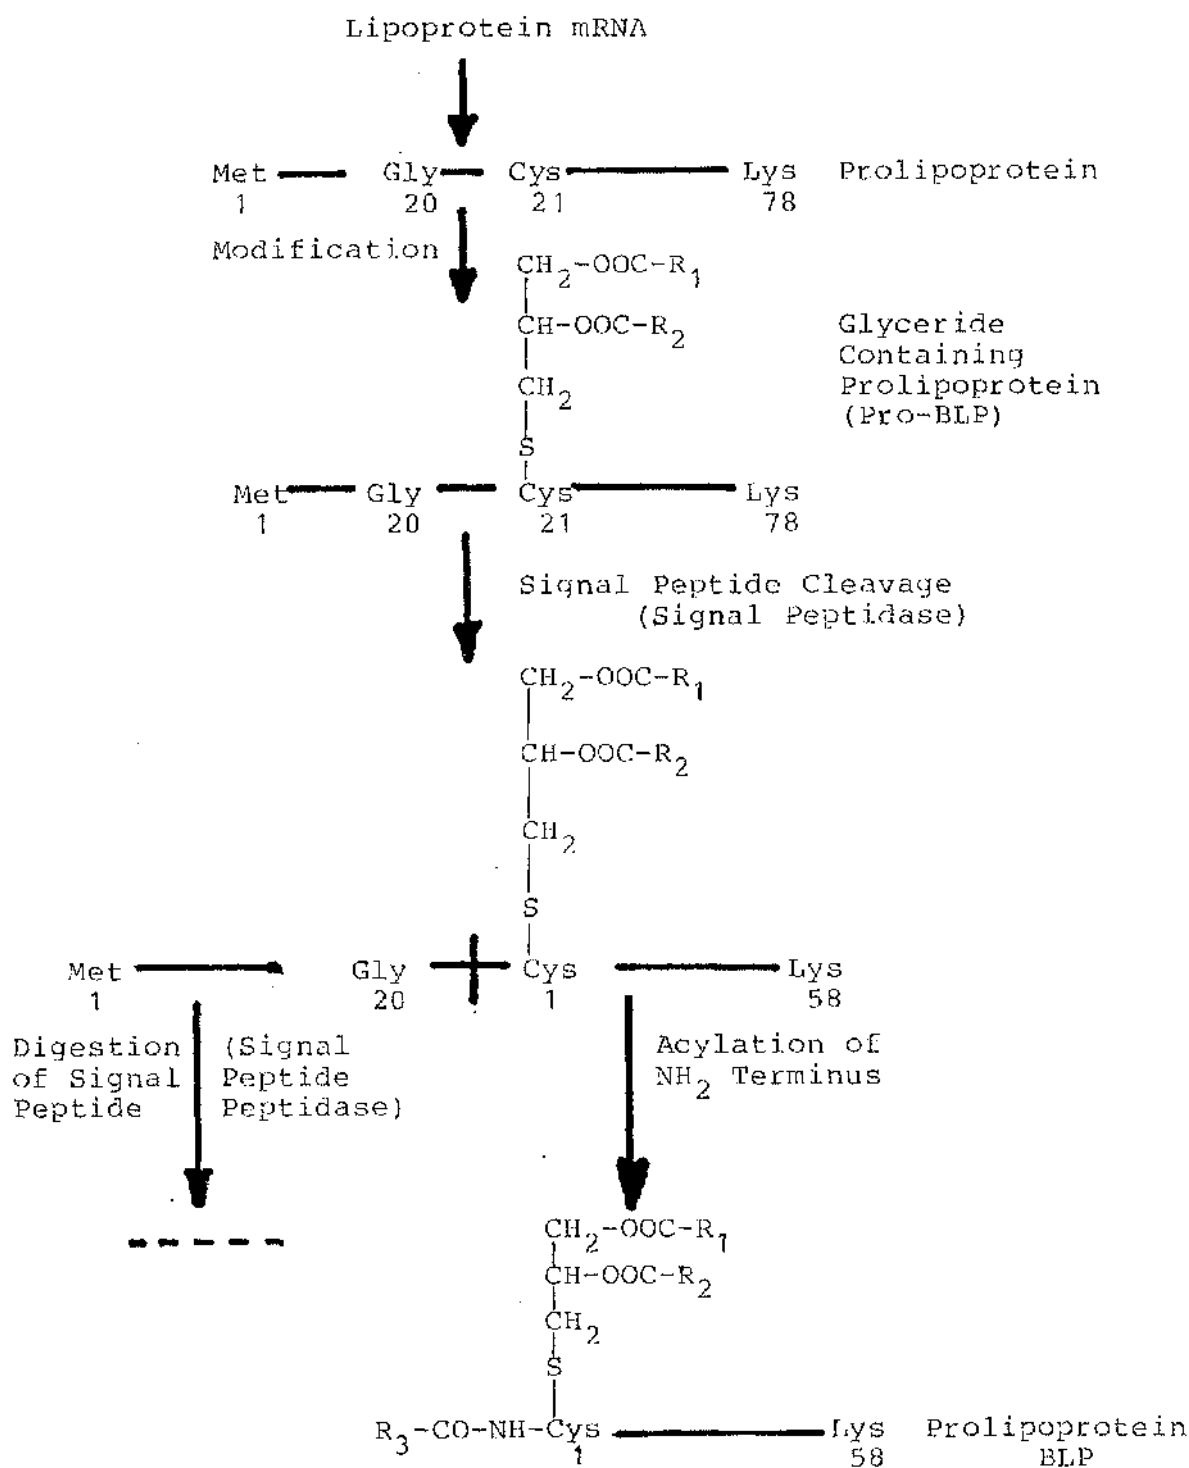 Lipoprotein mRNA
Met Gly Cys Lys Prolipoprotein
1 20 21 78
Modification
CH2-OOC-R1
CH-OOC-R2
CH2
S
Glyceride
Containing
Prolipoprotein
(Pro-BLP)
Met Gly Cys Lys
1 20 21 78
Signal Peptide Cleavage
(Signal Peptidase)
CH2-OOC-R1
CH-OOC-R2
CH2
S
Met Gly Cys Lys
1 20 1 58
Digestion
of Signal
Peptide
(Signal
Peptide
Peptidase)
Acylation of
NH2 Terminus
CH2-OOC-R1
CH-OOC-R2
CH2
S
R3-CO-NH-Cys Lys Prolipoprotein
1 58 BLP